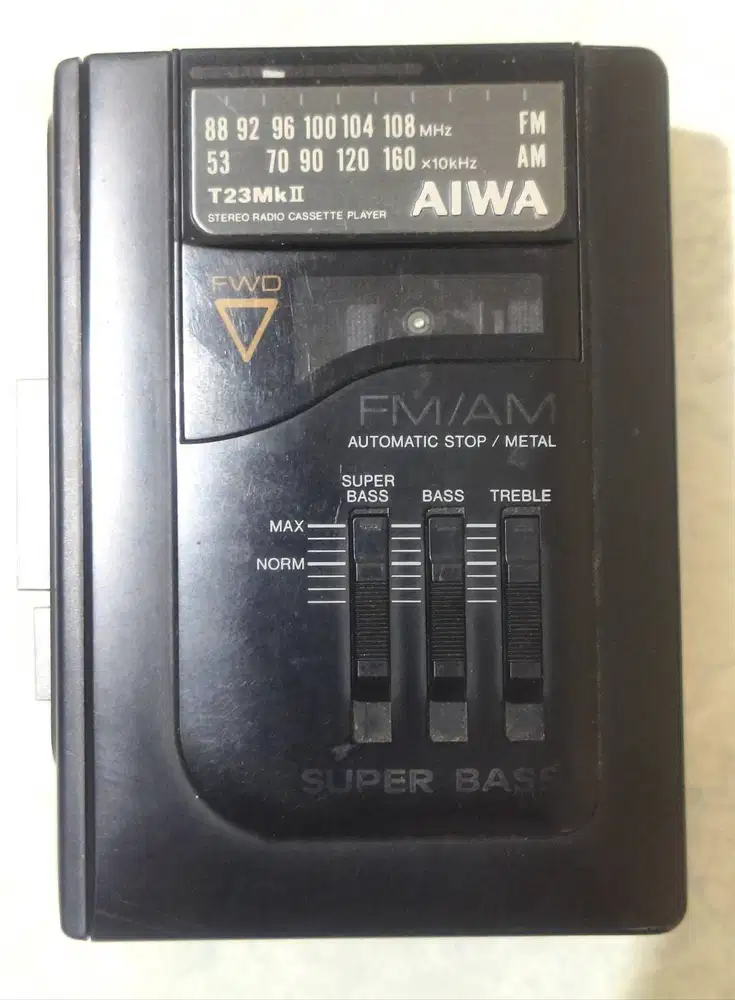 88 92 96 100 104 108 MHz FM
53 70 90 120 160 x10kHz AM
T23MkII AIWA
STEREO RADIO CASSETTE PLAYER
FWD
FM/AM
AUTOMATIC STOP / METAL
SUPER BASS BASS TREBLE
MAX
NORM
SUPER BASS